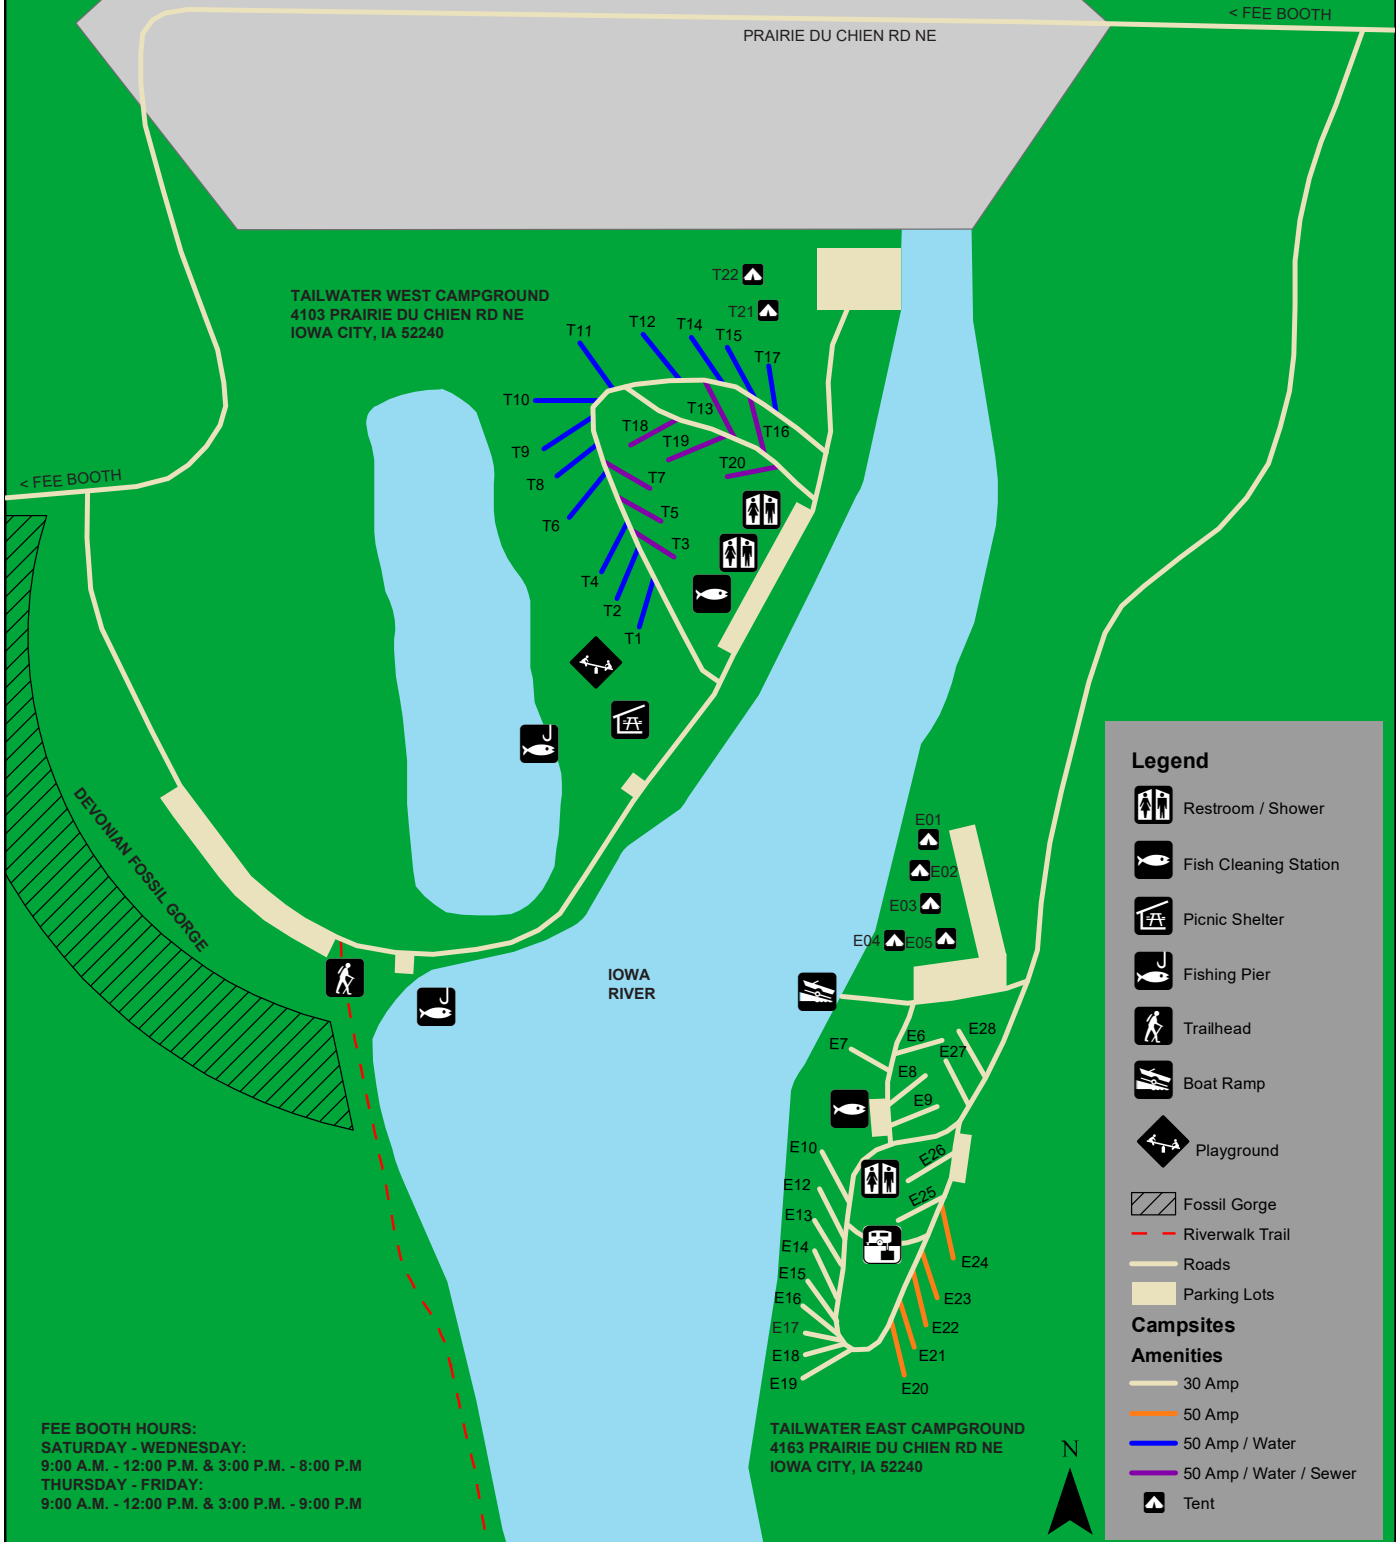 < FEE BOOTH
PRAIRIE DU CHIEN RD NE
TAILWATER WEST CAMPGROUND
4103 PRAIRIE DU CHIEN RD NE
IOWA CITY, IA 52240
T22
T21
T11
T12
T14
T15
T17
T10
T13
T18
T16
T9
T19
T20
T8
T7
T6
T5
T3
T4
T2
T1
< FEE BOOTH
DEVONIAN FOSSIL GORGE
IOWA
RIVER
E01
E02
E03
E04
E05
E28
E6
E7
E27
E8
E9
E10
E26
E12
E25
E13
E14
E24
E15
E16
E23
E17
E22
E18
E21
E19
E20
Legend
Restroom / Shower
Fish Cleaning Station
Picnic Shelter
Fishing Pier
Trailhead
Boat Ramp
Playground
Fossil Gorge
Riverwalk Trail
Roads
Parking Lots
Campsites
Amenities
30 Amp
50 Amp
50 Amp / Water
50 Amp / Water / Sewer
Tent
N
FEE BOOTH HOURS:
SATURDAY - WEDNESDAY:
9:00 A.M. - 12:00 P.M. & 3:00 P.M. - 8:00 P.M
THURSDAY - FRIDAY:
9:00 A.M. - 12:00 P.M. & 3:00 P.M. - 9:00 P.M
TAILWATER EAST CAMPGROUND
4163 PRAIRIE DU CHIEN RD NE
IOWA CITY, IA 52240